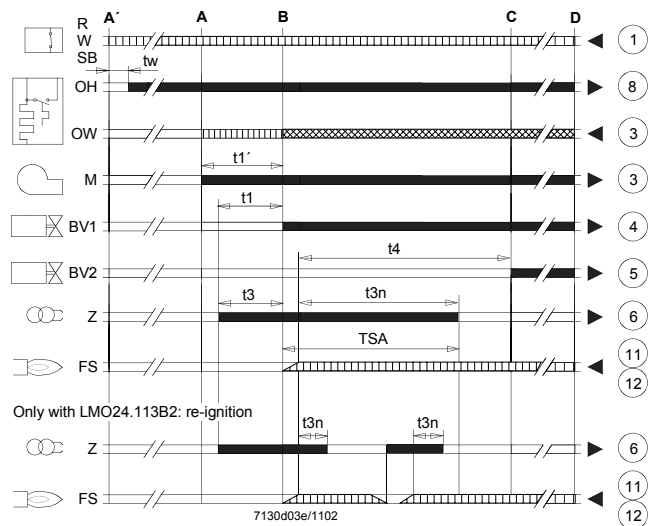 R A´ A B C D
W 1
SB tw
OH 8
OW 3
t1´
M 3
t1
BV1 4
t4
BV2 5
t3 t3n
Z 6
TSA
FS 11
12
Only with LMO24.113B2: re-ignition
t3n t3n
Z 6
FS 11
7130d03e/1102 12